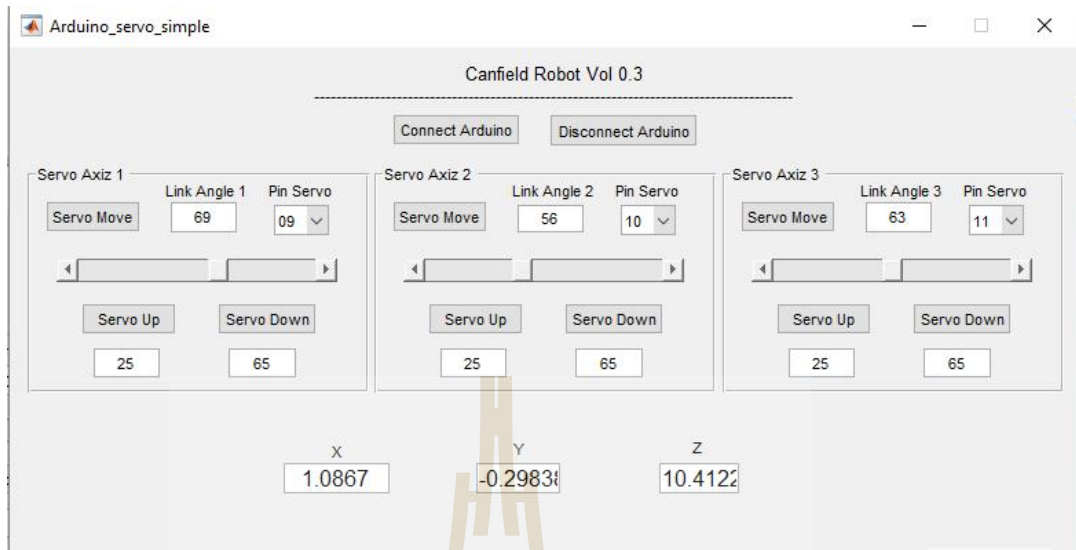 Arduino_servo_simple
Canfield Robot Vol 0.3
--------------------------------------------------------------------------------
Connect Arduino Disconnect Arduino
Servo Axiz 1
Link Angle 1 Pin Servo
Servo Move 69 09
Servo Up Servo Down
25 65
Servo Axiz 2
Link Angle 2 Pin Servo
Servo Move 56 10
Servo Up Servo Down
25 65
Servo Axiz 3
Link Angle 3 Pin Servo
Servo Move 63 11
Servo Up Servo Down
25 65
X Y Z
1.0867 -0.2983 10.4122